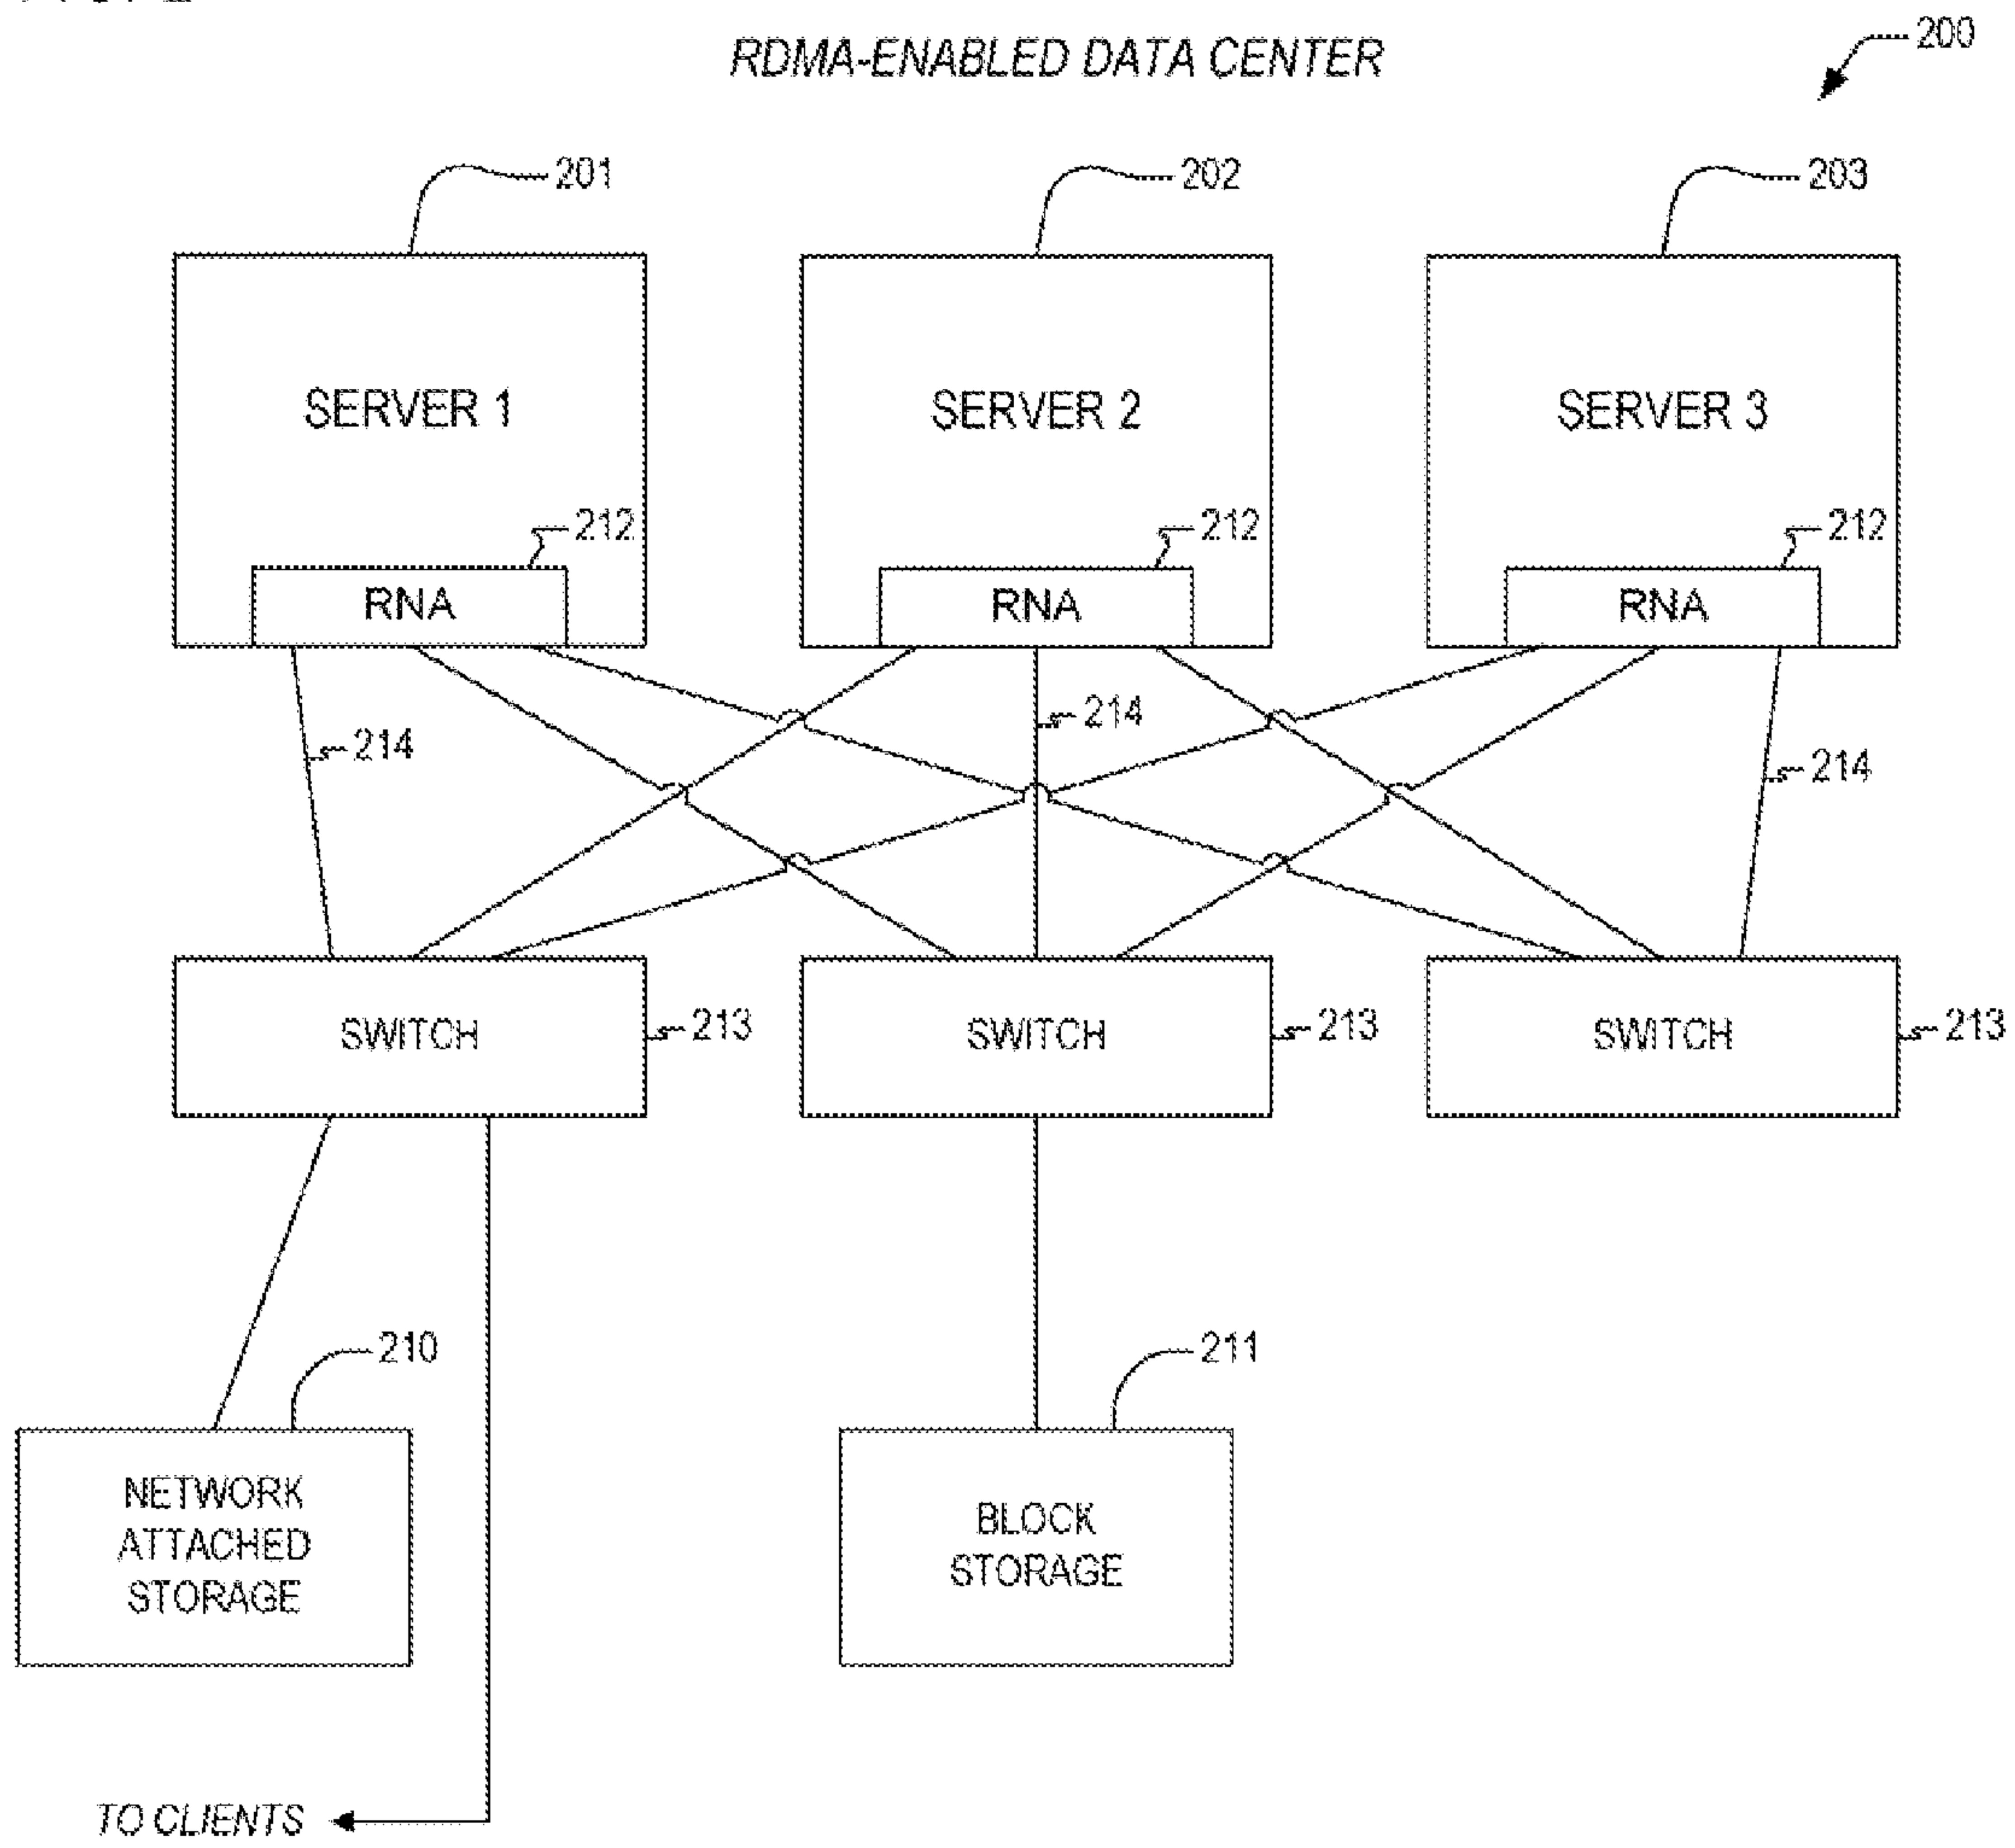 RDMA-ENABLED DATA CENTER
200
201
202
203
SERVER 1
SERVER 2
SERVER 3
212
212
212
RNA
RNA
RNA
214
214
214
SWITCH
213
SWITCH
213
SWITCH
213
210
211
NETWORK
ATTACHED
STORAGE
BLOCK
STORAGE
TO CLIENTS